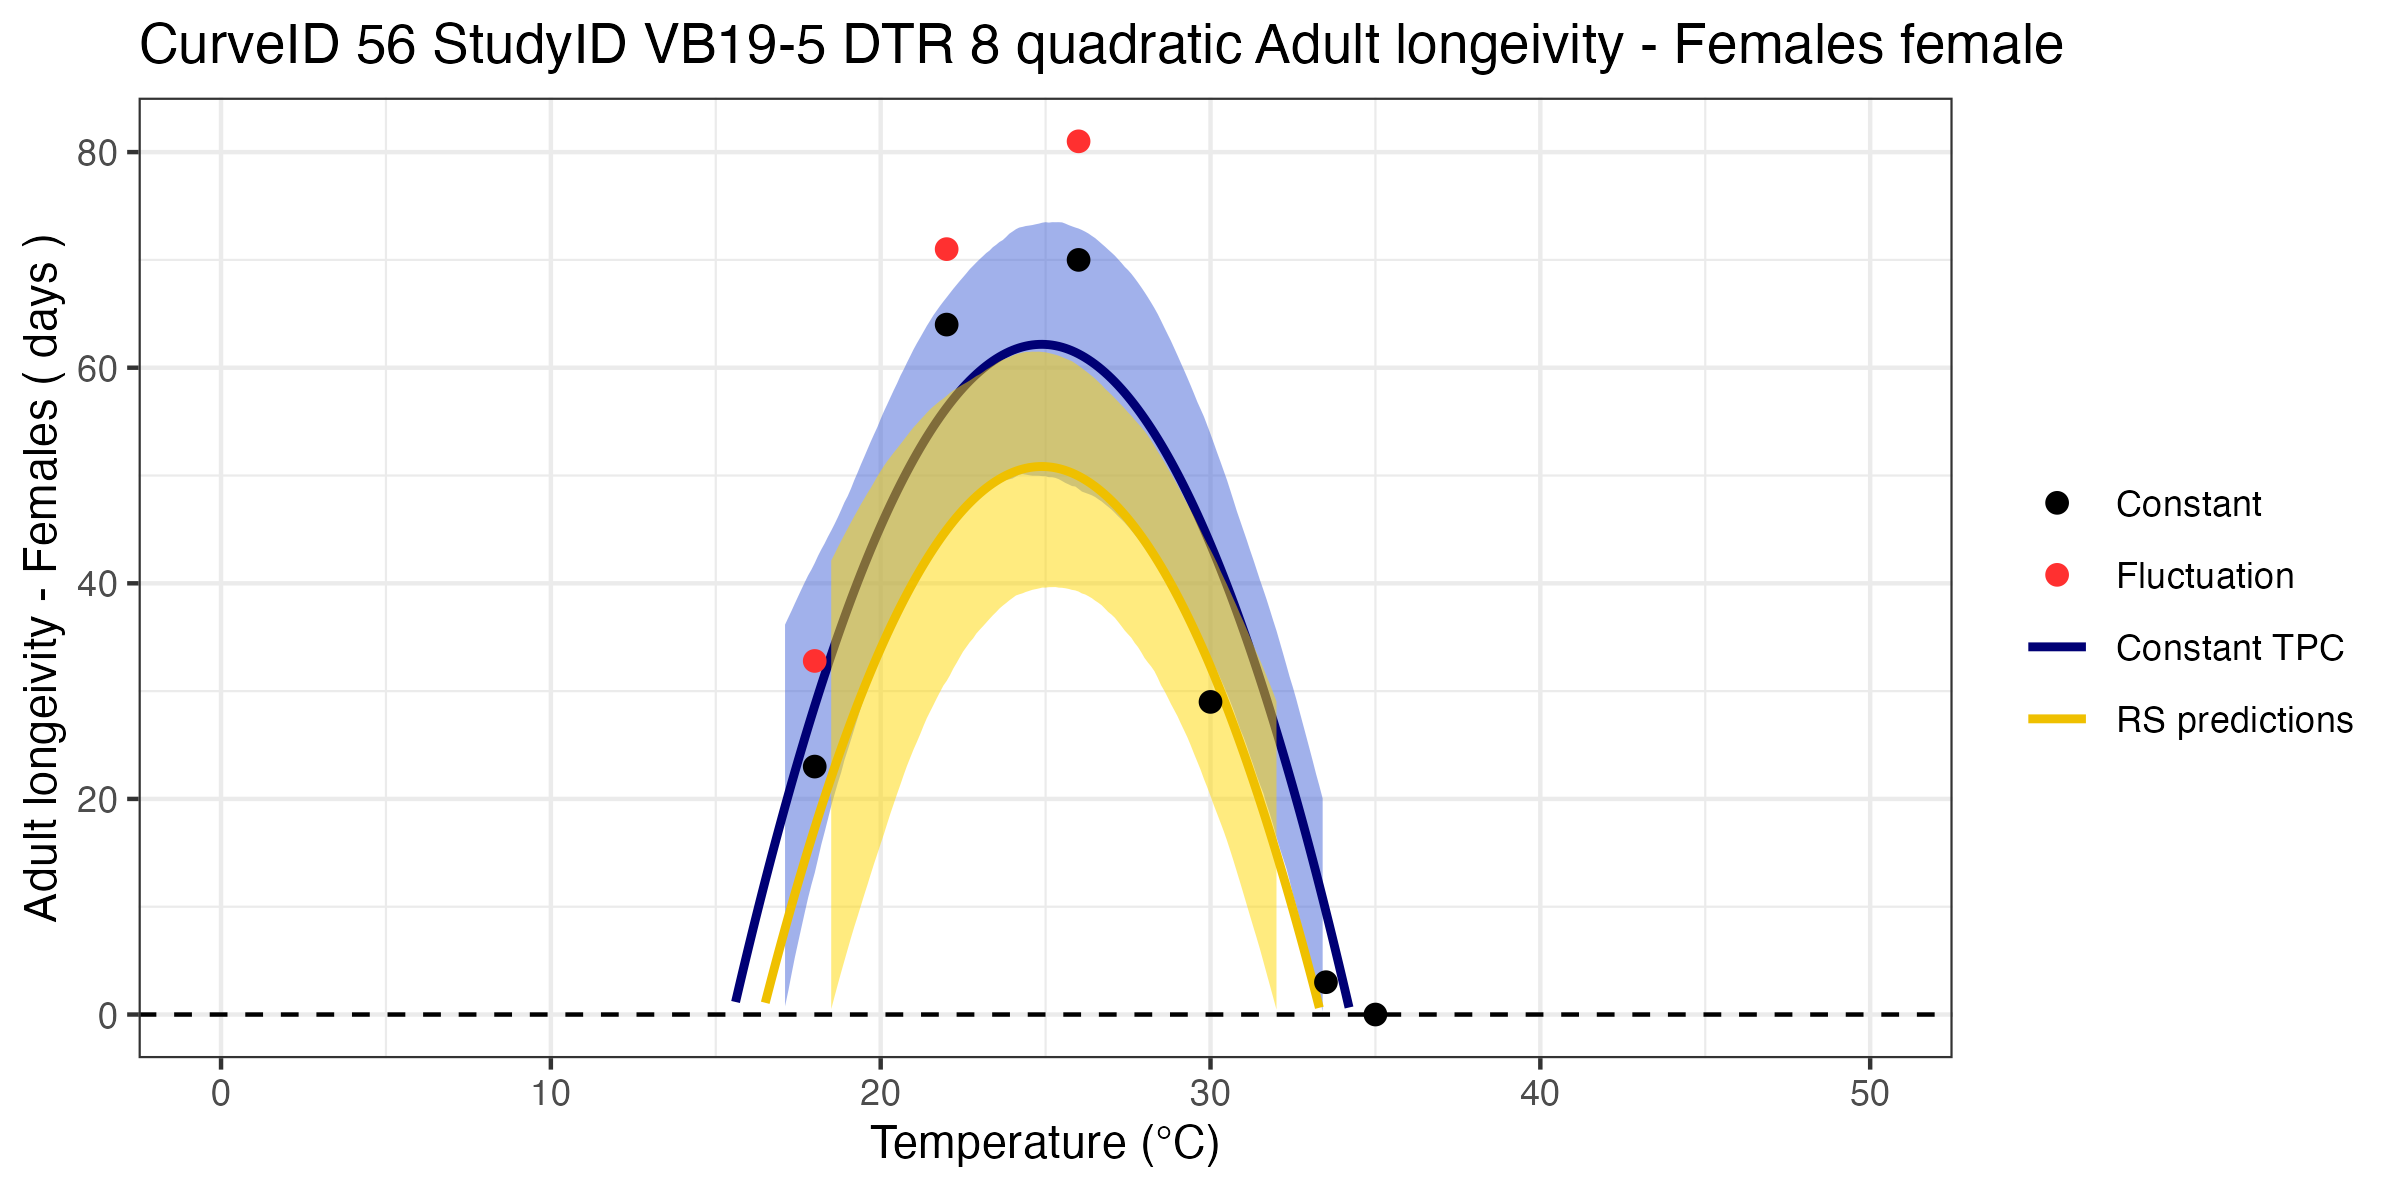 CurveID 56 StudyID VB19-5 DTR 8 quadratic Adult longeivity - Females female
Adult longeivity - Females ( days )
80
60
40
20
0
0 10 20 30 40 50
Temperature (°C)
Constant
Fluctuation
Constant TPC
RS predictions